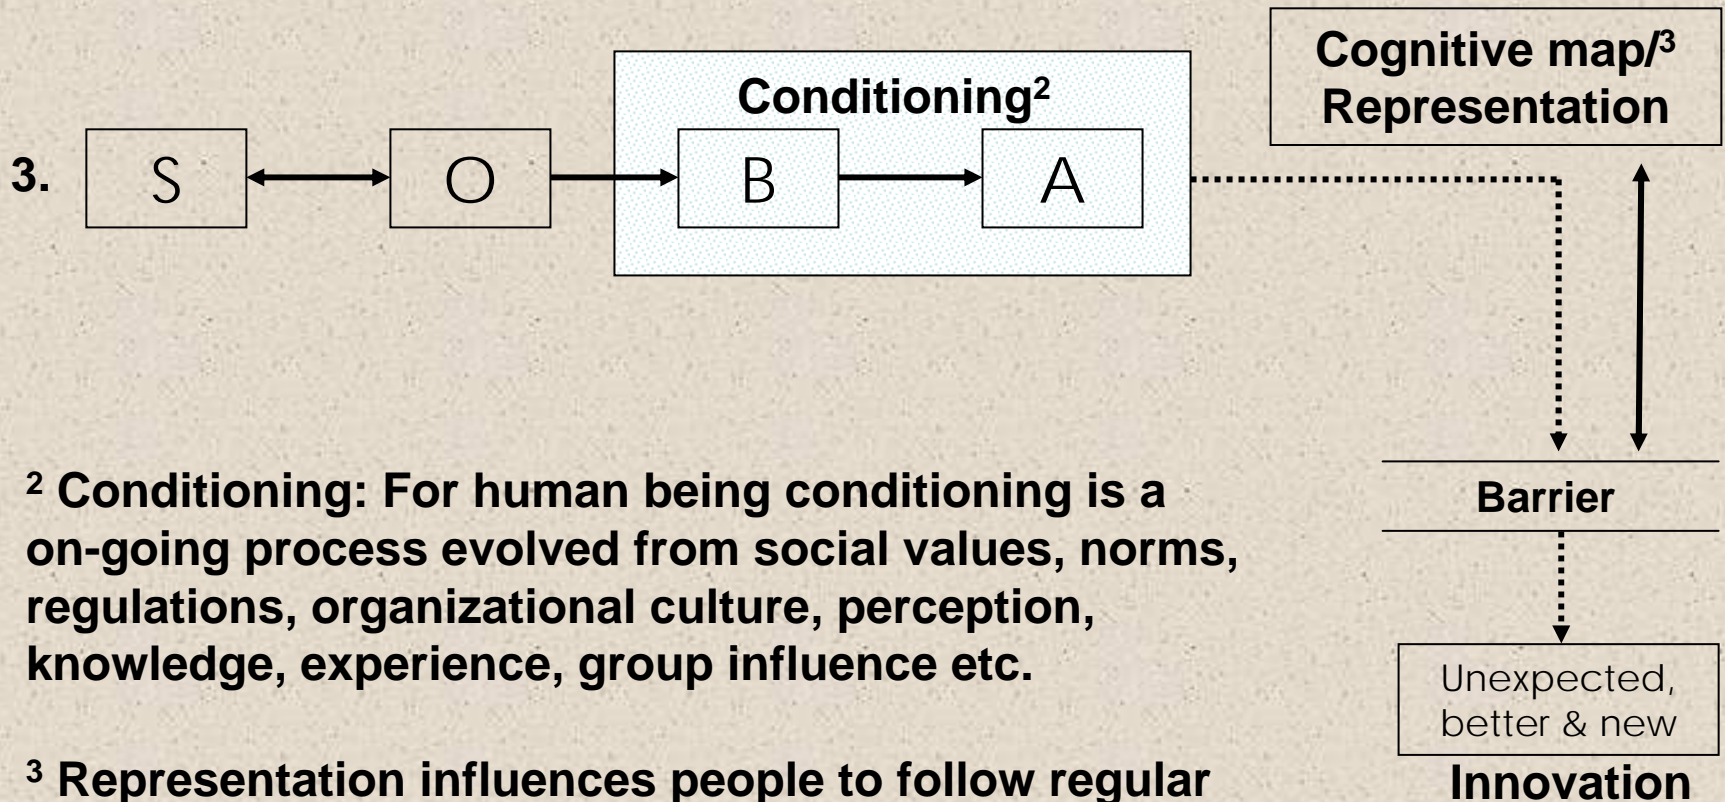 Cognitive map/³
Representation
Conditioning²
3.
S
O
B
A
² Conditioning: For human being conditioning is a
on-going process evolved from social values, norms,
regulations, organizational culture, perception,
knowledge, experience, group influence etc.
Barrier
Unexpected,
better & new
³ Representation influences people to follow regular
Innovation